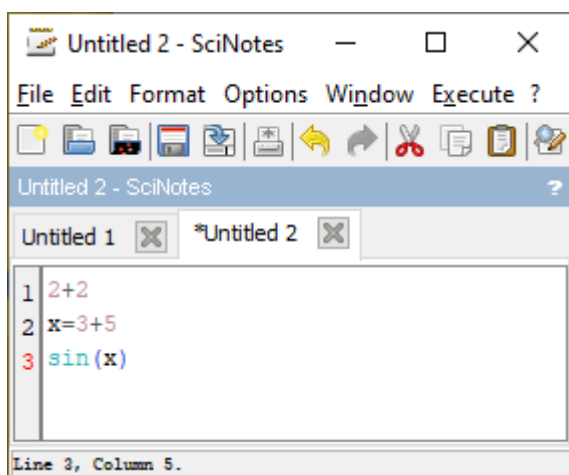 Untitled 2 - SciNotes
File Edit Format Options Window Execute ?
Untitled 2 - SciNotes ?
Untitled 1 *Untitled 2
1 2+2
2 x=3+5
3 sin(x)
Line 3, Column 5.